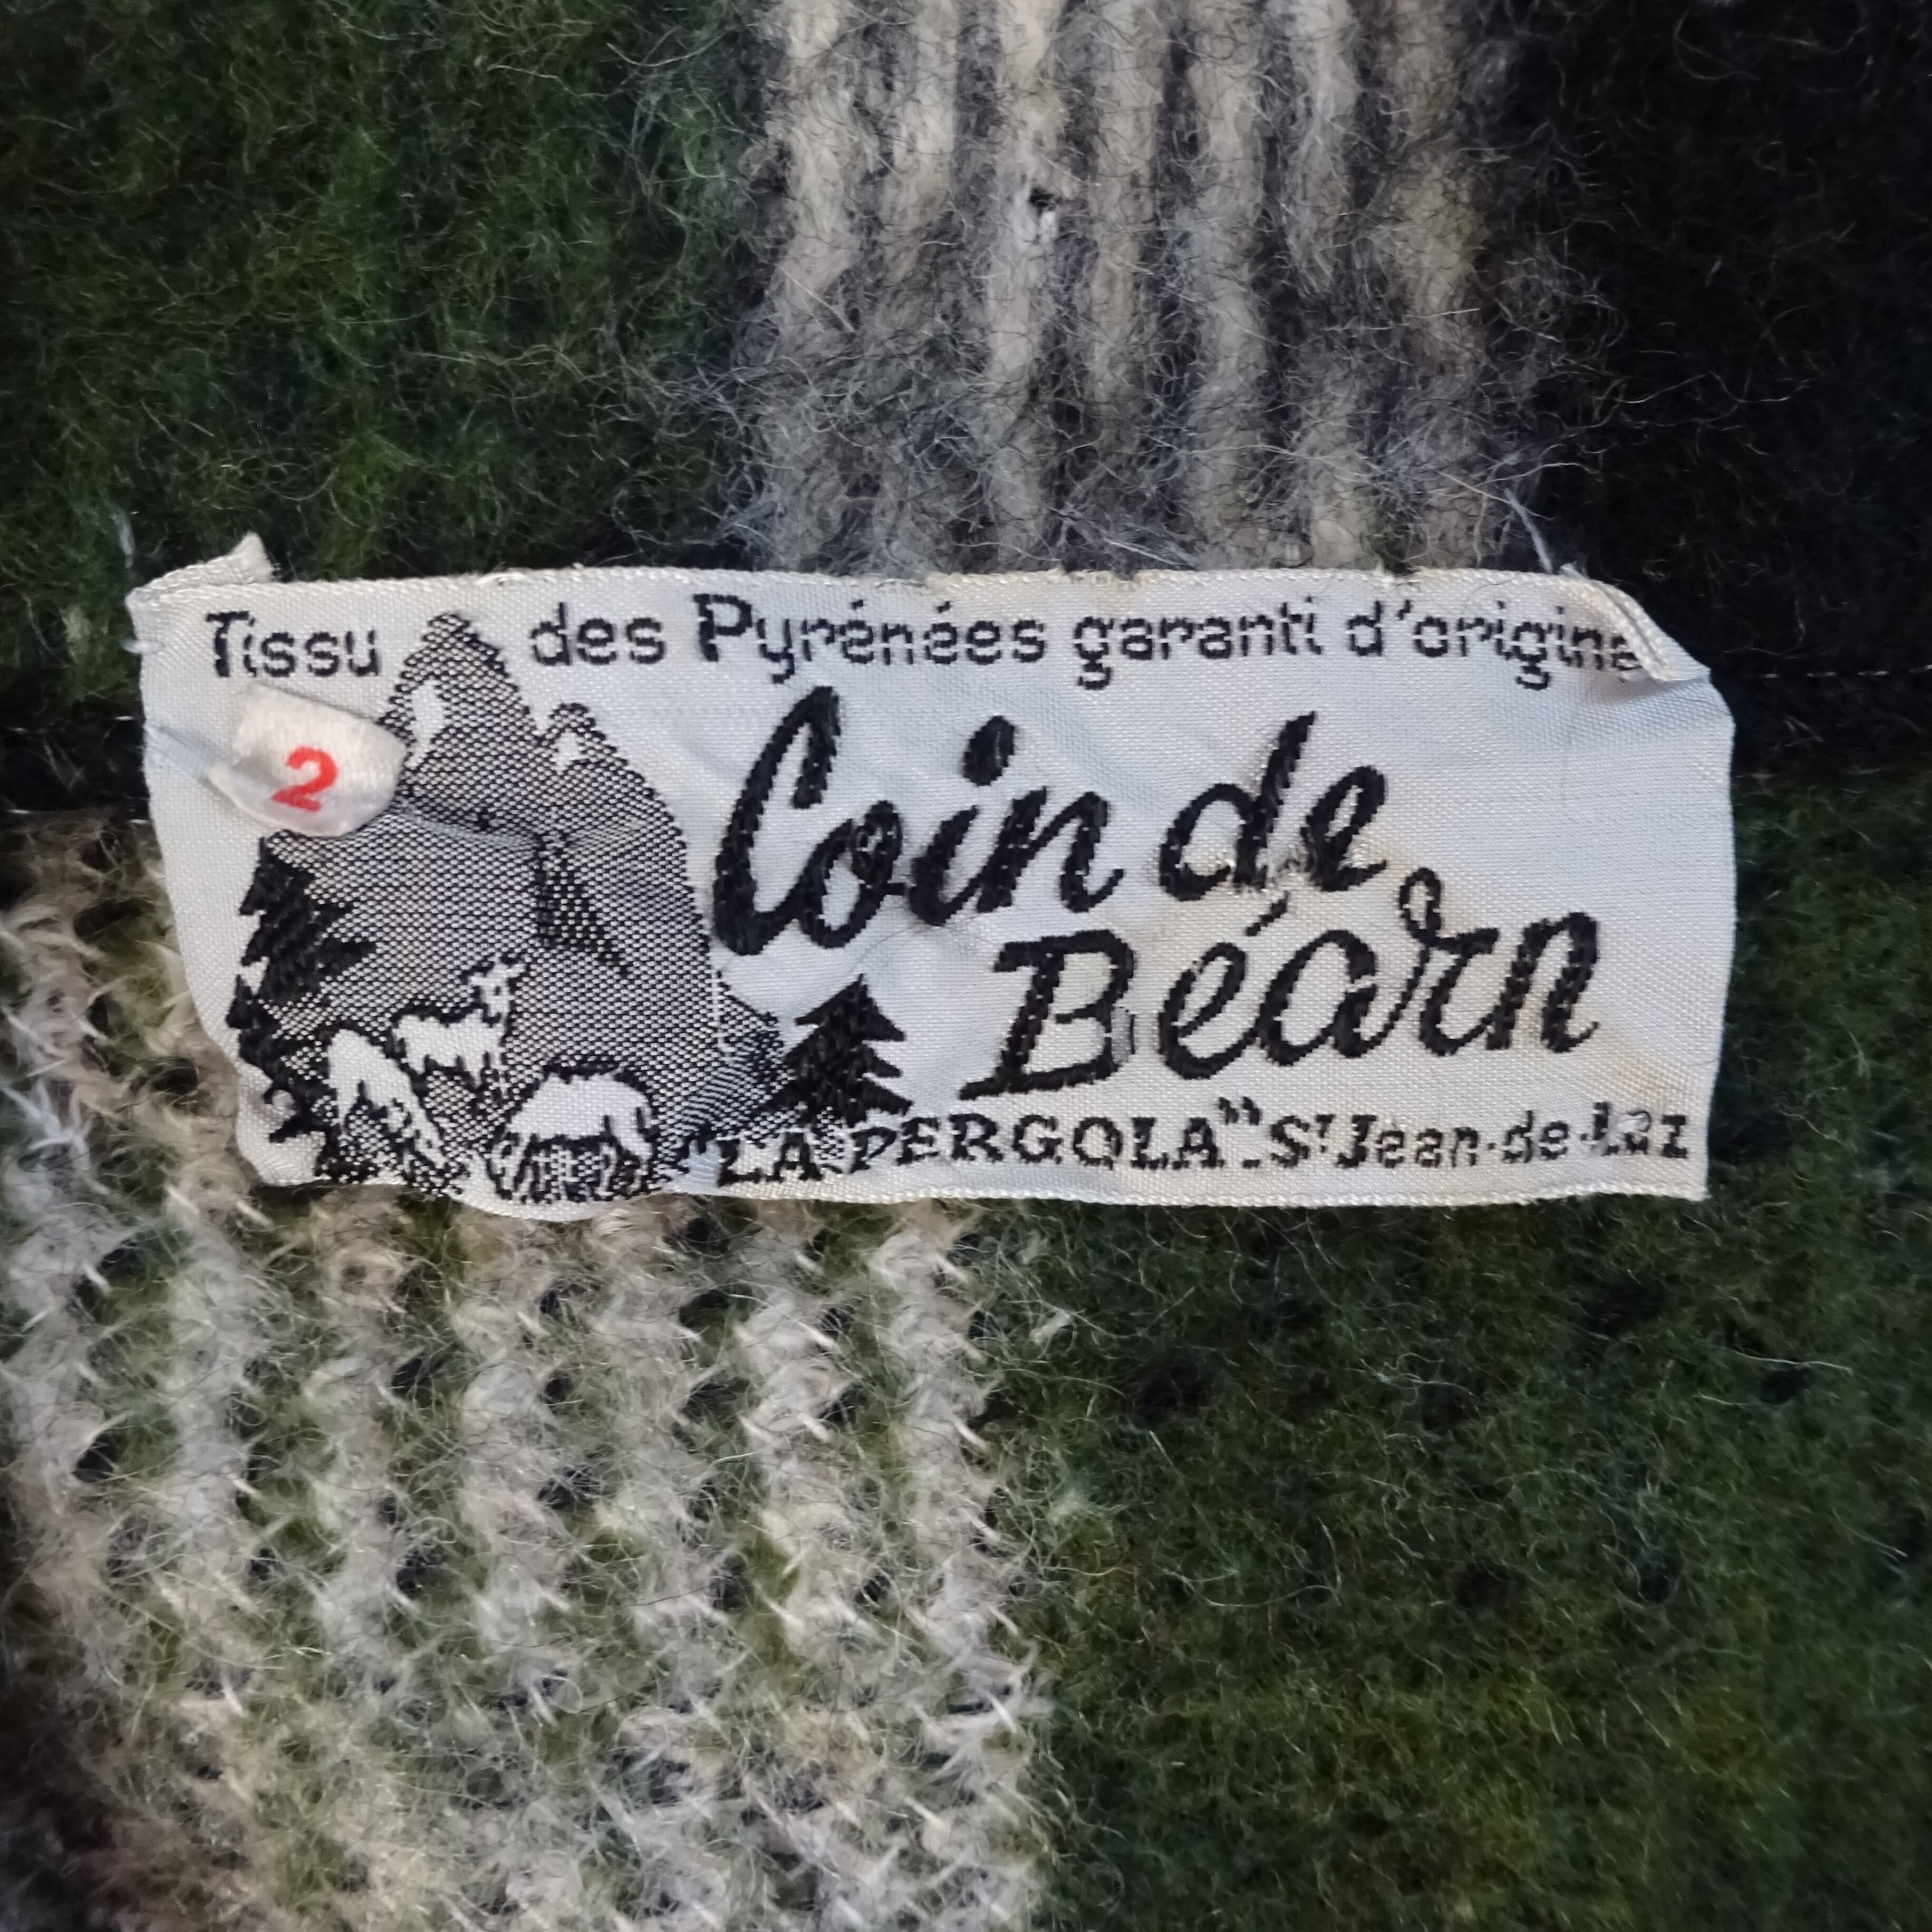 Tissu des Pyrénées garanti d'origine
2
Coin de
Béarn
"LA PERGOLA" St Jean-de-Luz